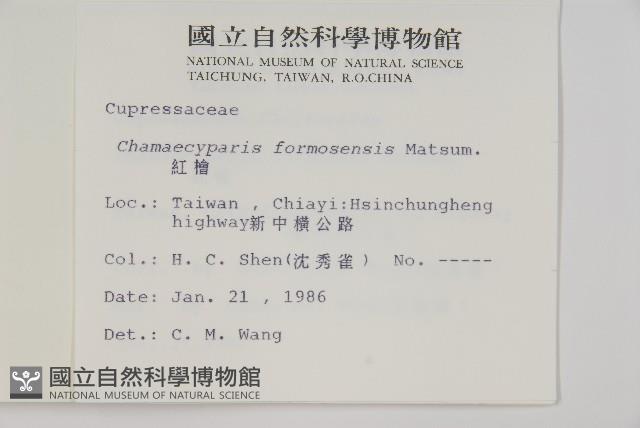 國立自然科學博物館
NATIONAL MUSEUM OF NATURAL SCIENCE
TAICHUNG, TAIWAN, R.O.CHINA
Cupressaceae
Chamaecyparis formosensis Matsum.
紅檜
Loc.: Taiwan , Chiayi:Hsinchungheng
highway新中橫公路
Col.: H. C. Shen(沈秀雀) No. -----
Date: Jan. 21 , 1986
Det.: C. M. Wang
國立自然科學博物館
NATIONAL MUSEUM OF NATURAL SCIENCE